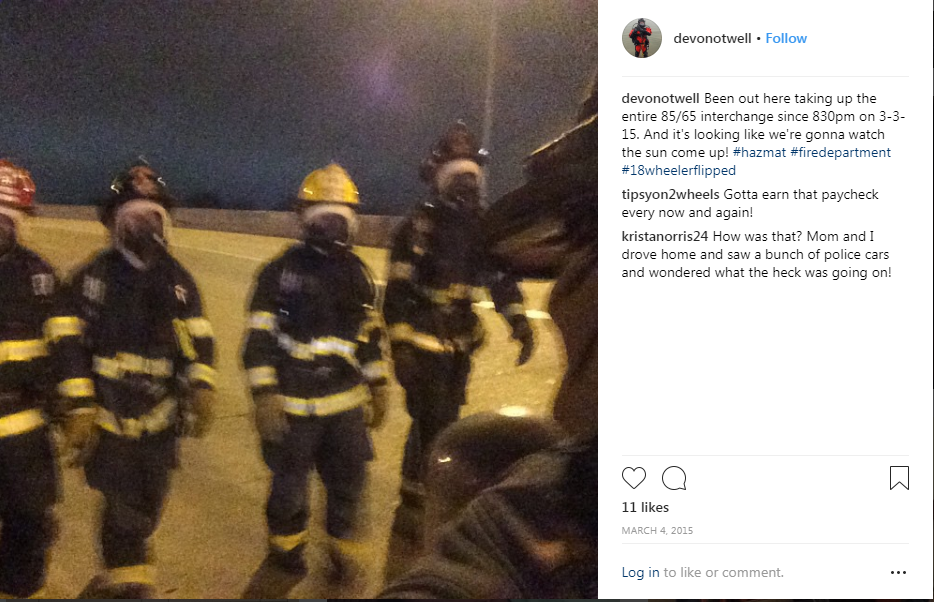 devonotwell • Follow
devonotwell Been out here taking up the
entire 85/65 interchange since 830pm on 3-3-
15. And it's looking like we're gonna watch
the sun come up! #hazmat #firedepartment
#18wheelerflipped
tipsyon2wheels Gotta earn that paycheck
every now and again!
kristanorris24 How was that? Mom and I
drove home and saw a bunch of police cars
and wondered what the heck was going on!
11 likes
MARCH 4, 2015
Log in to like or comment.